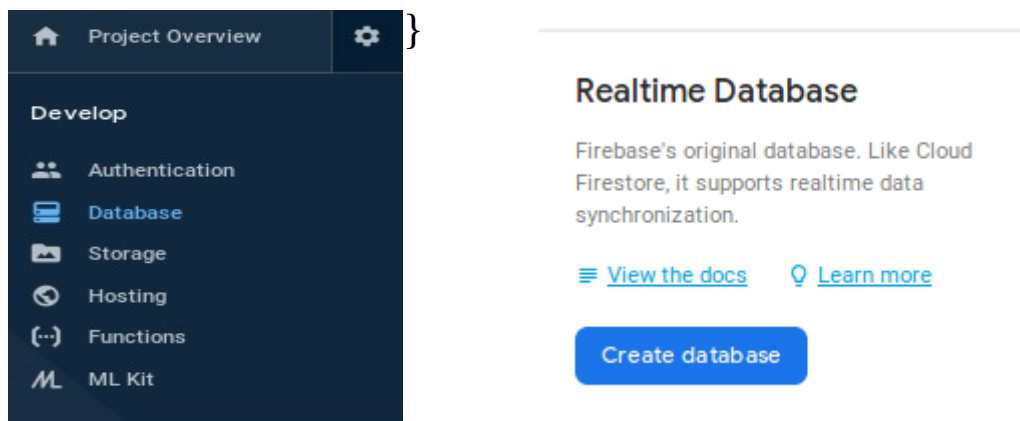 Project Overview
}
Develop
Authentication
Database
Storage
Hosting
Functions
ML Kit
Realtime Database
Firebase's original database. Like Cloud
Firestore, it supports realtime data
synchronization.
View the docs
Learn more
Create database